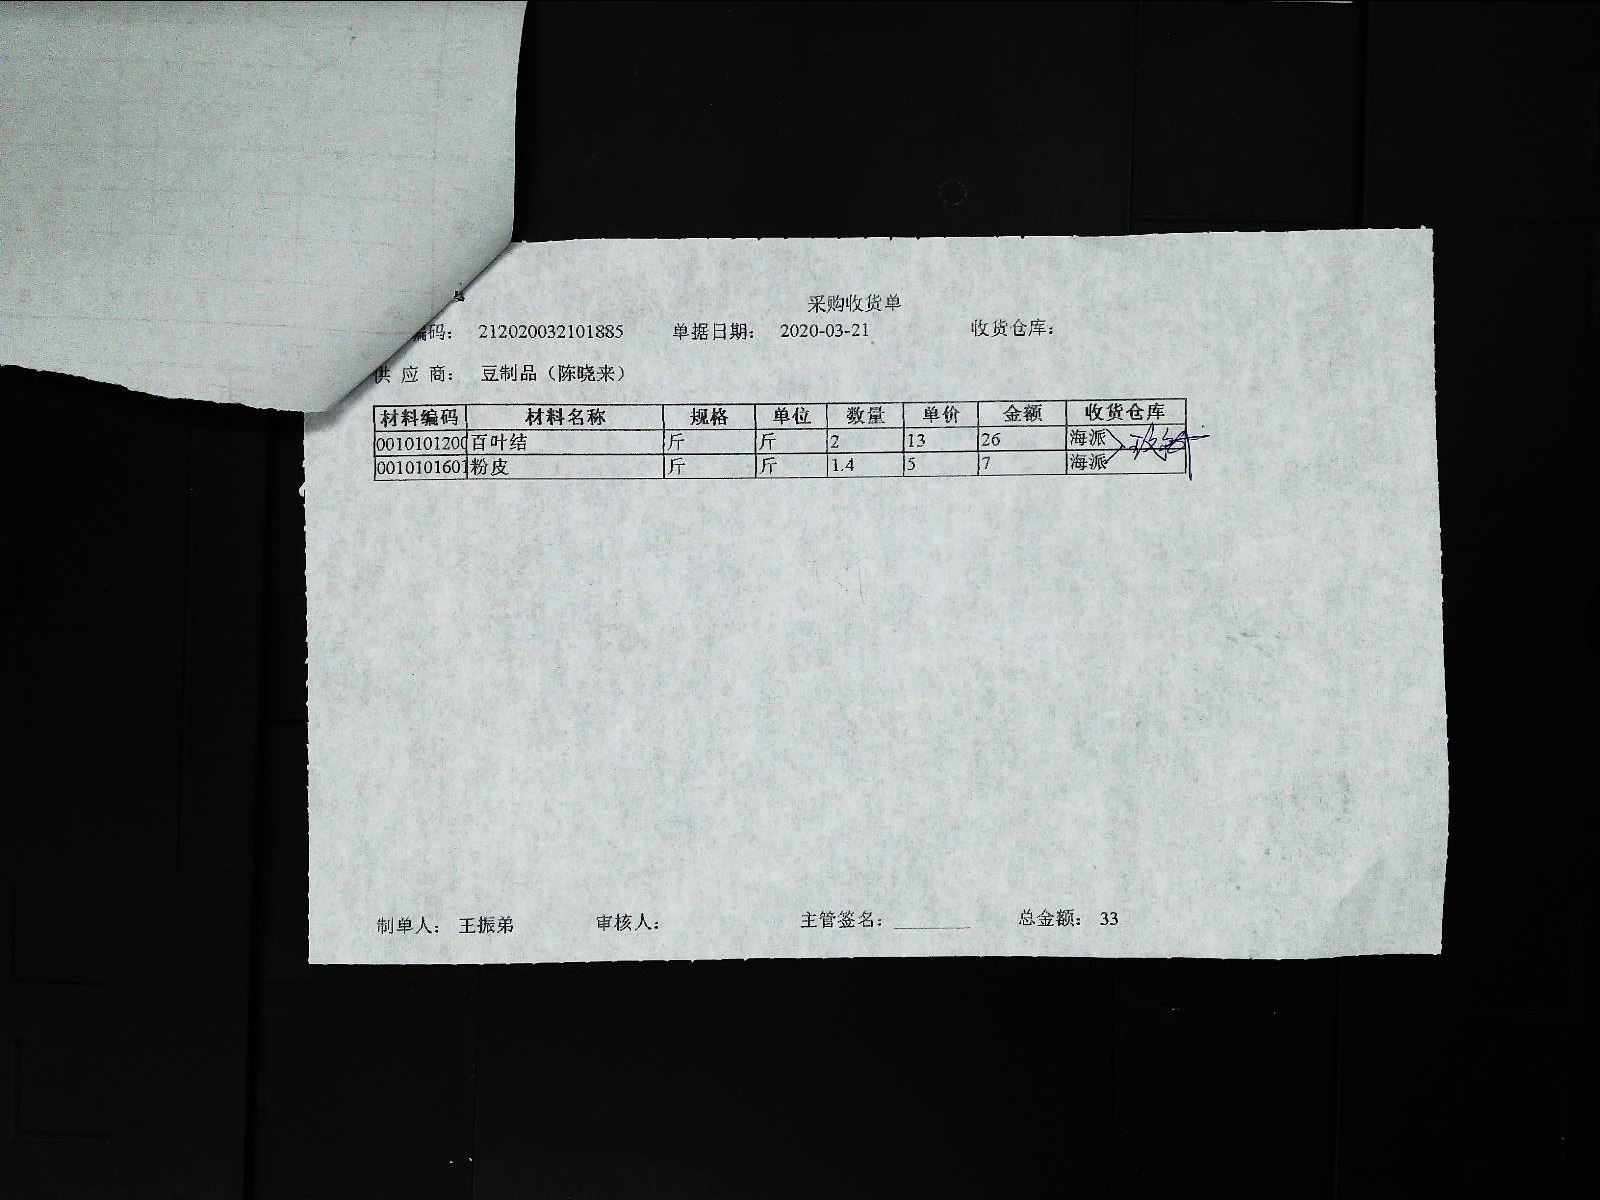 采购收货单
编码： 212020032101885 单据日期： 2020-03-21 收货仓库：
供 应 商： 豆制品（陈晓来）
材料编码 材料名称 规格 单位 数量 单价 金额 收货仓库
0010101200 百叶结 斤 斤 2 13 26 海派
0010101601 粉皮 斤 斤 1.4 5 7 海派
制单人： 王振弟 审核人： 主管签名： 总金额： 33